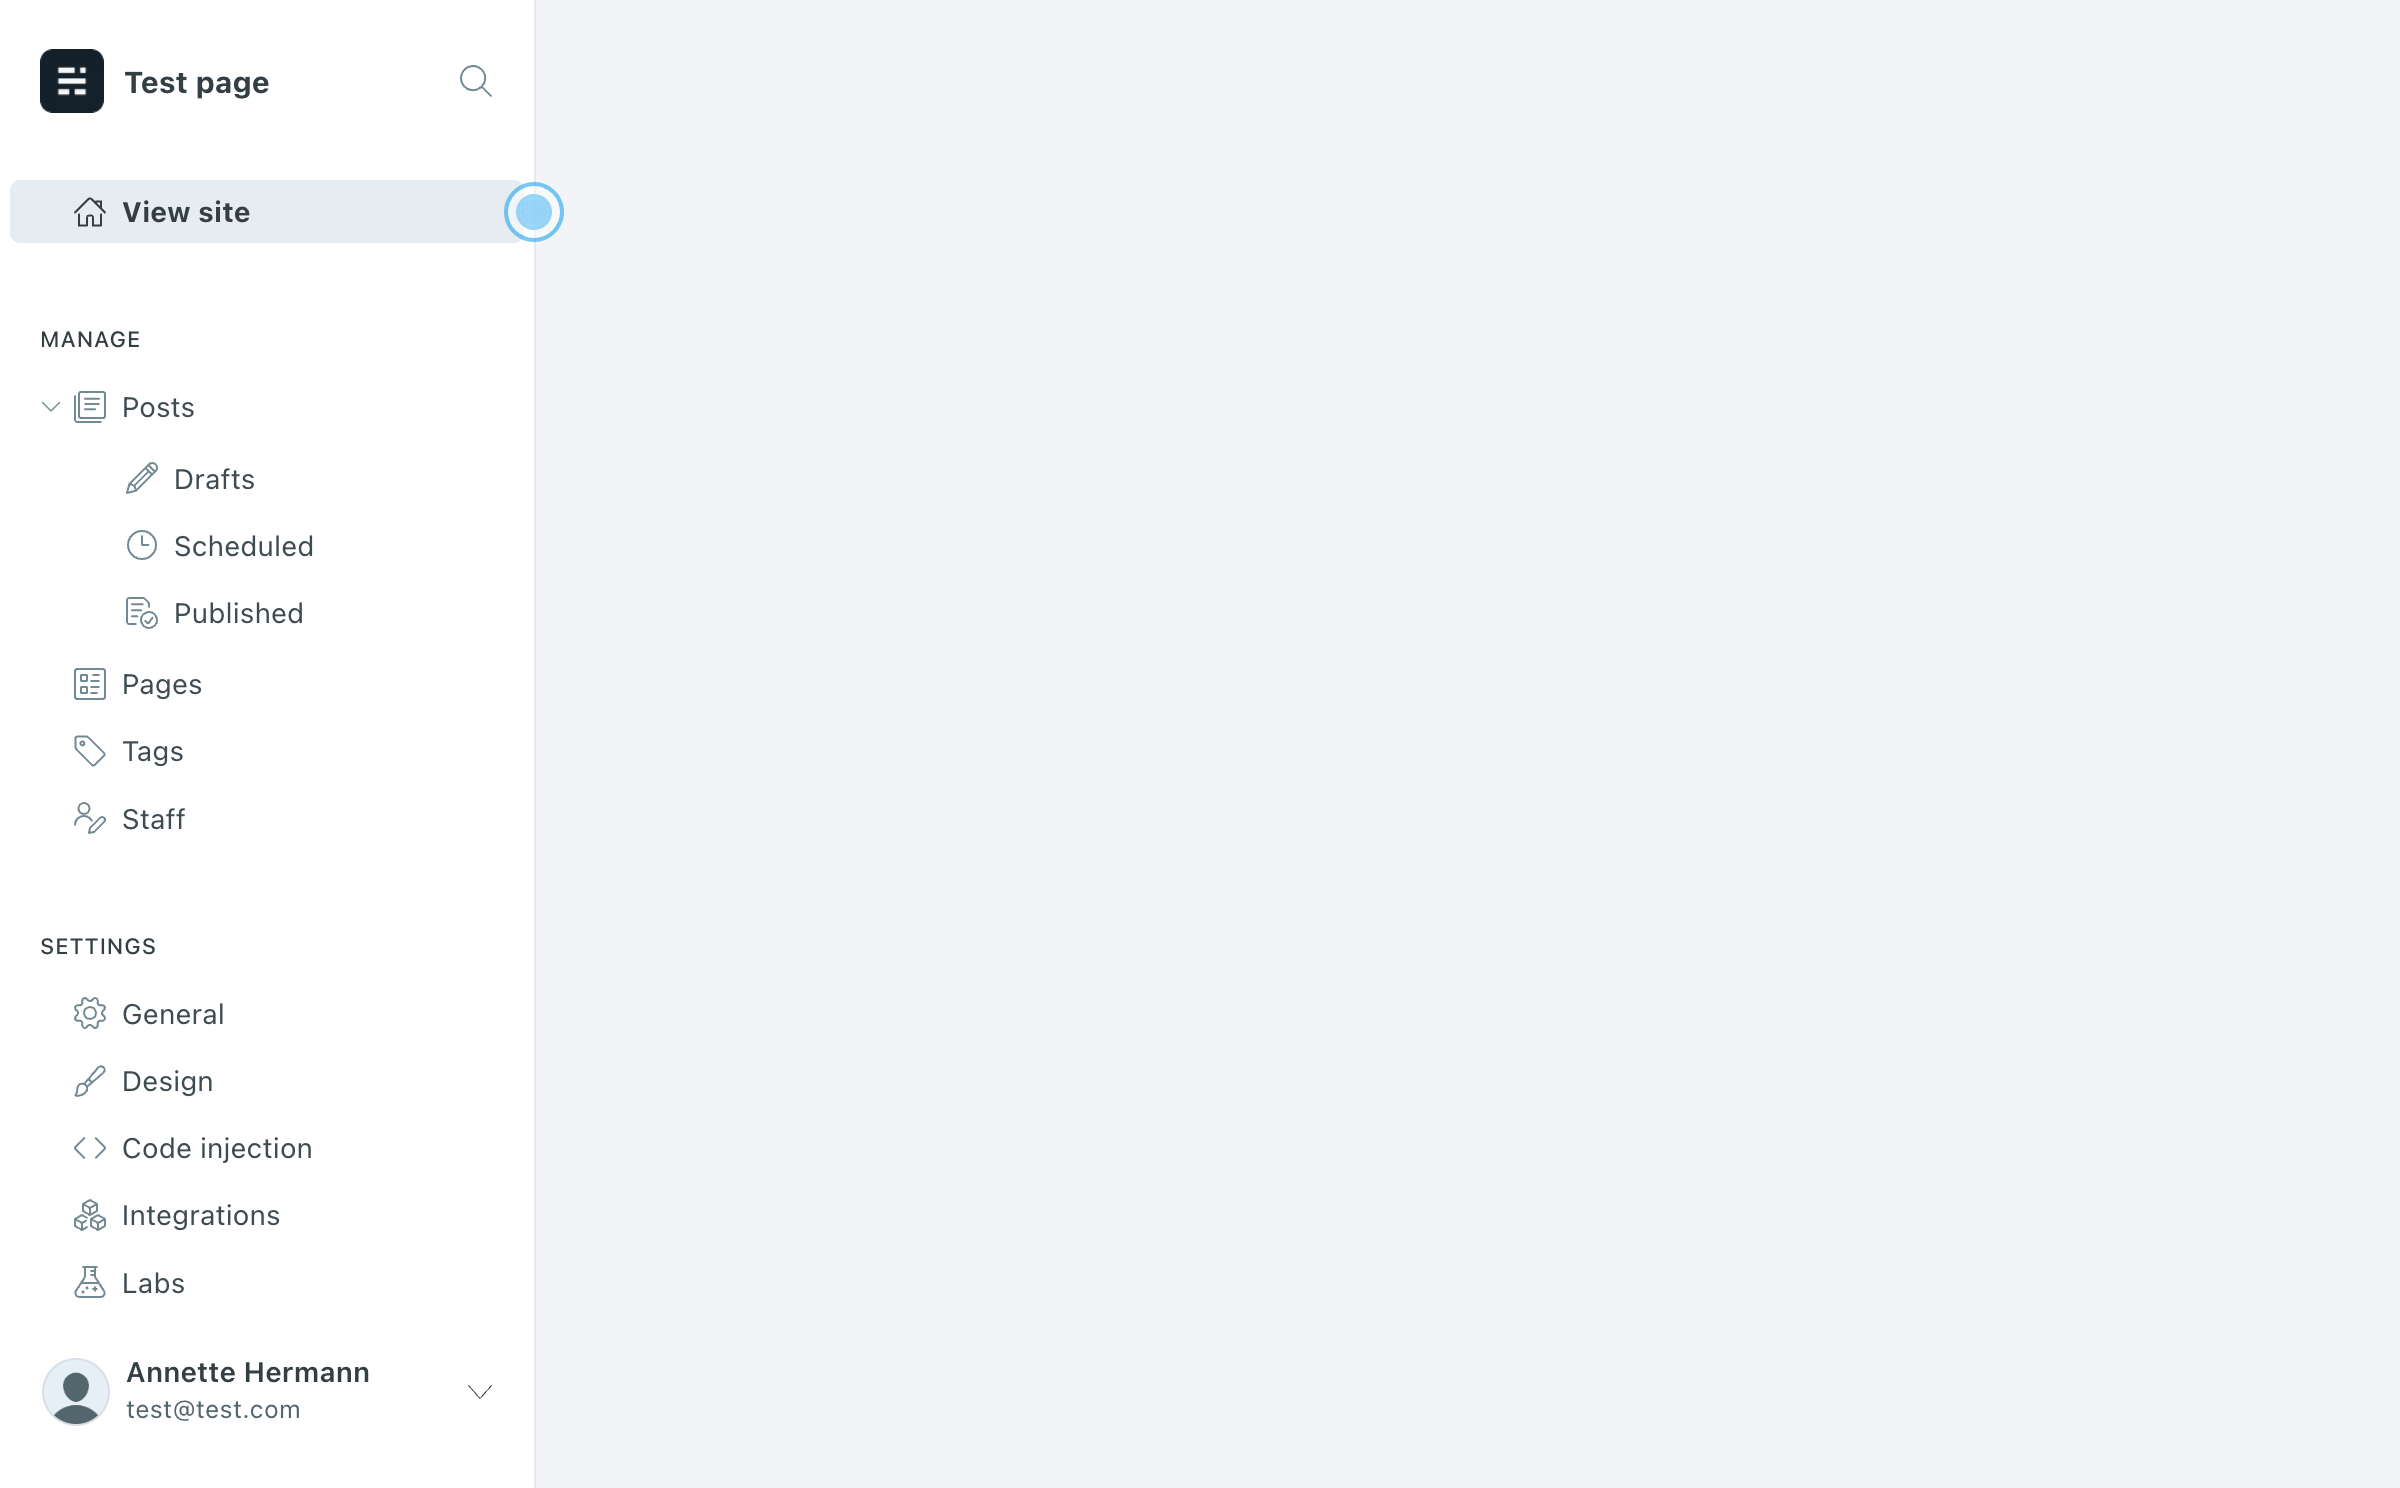 Test page
View site
MANAGE
Posts
Drafts
Scheduled
Published
Pages
Tags
Staff
SETTINGS
General
Design
Code injection
Integrations
Labs
Annette Hermann
test@test.com